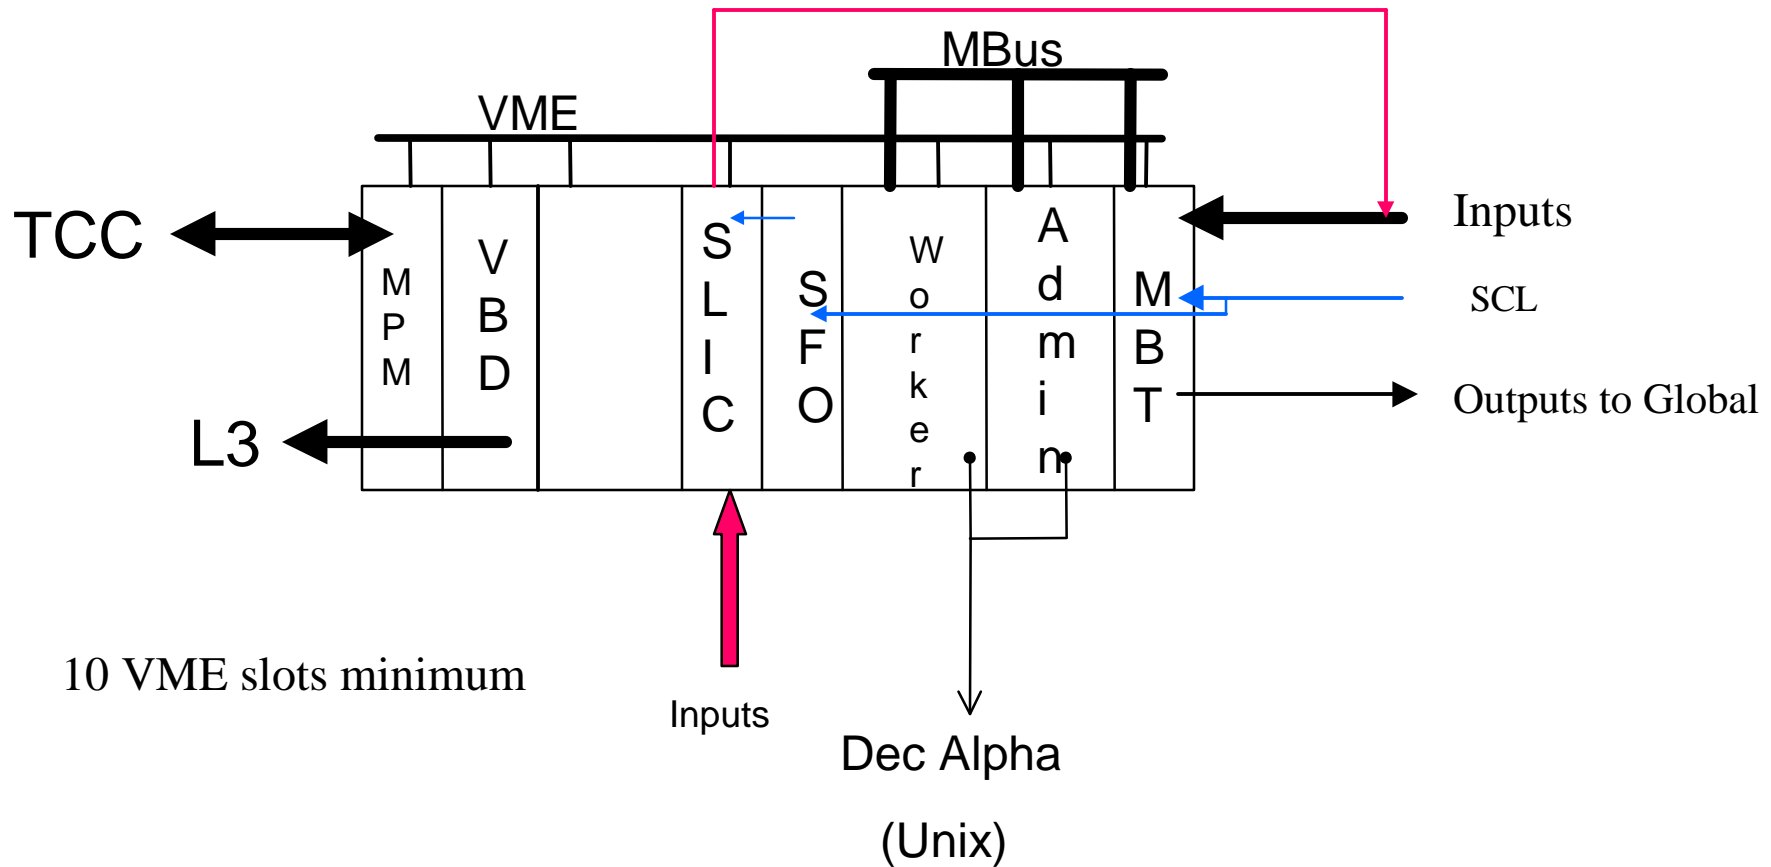 MBus
VME
TCC
MPM
VBD
SLIC
SFO
Worker
Admin
MBT
Inputs
SCL
Outputs to Global
L3
10 VME slots minimum
Inputs
Dec Alpha
(Unix)